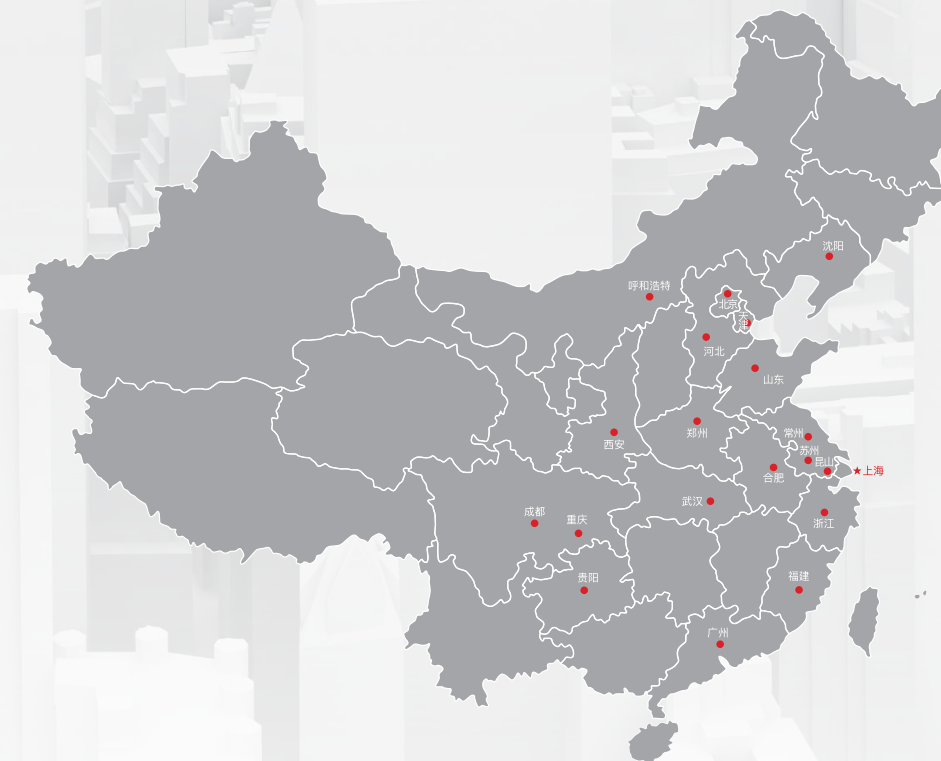 沈阳
呼和浩特
北京
天津
河北
山东
郑州
常州
西安
苏州
昆山
上海
合肥
武汉
成都
重庆
浙江
贵阳
福建
广州